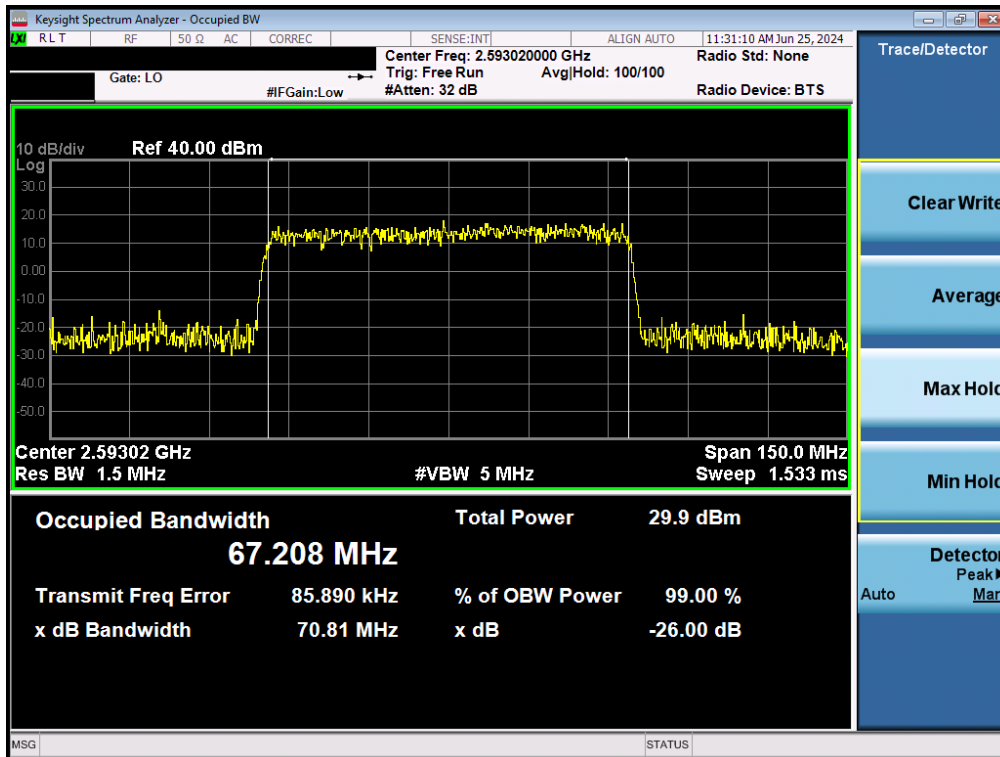 Keysight Spectrum Analyzer - Occupied BW
LXI RLT RF 50 Ω AC CORREC SENSE:INT ALIGN AUTO 11:31:10 AM Jun 25, 2024
Center Freq: 2.593020000 GHz Radio Std: None
Gate: LO Trig: Free Run Avg|Hold: 100/100
#IFGain:Low #Atten: 32 dB Radio Device: BTS
Trace/Detector
10 dB/div Ref 40.00 dBm
Log
30.0
20.0
10.0
0.00
-10.0
-20.0
-30.0
-40.0
-50.0
Center 2.59302 GHz Span 150.0 MHz
Res BW 1.5 MHz #VBW 5 MHz Sweep 1.533 ms
Occupied Bandwidth Total Power 29.9 dBm
67.208 MHz
Transmit Freq Error 85.890 kHz % of OBW Power 99.00 %
x dB Bandwidth 70.81 MHz x dB -26.00 dB
Clear Write
Average
Max Hold
Min Hold
Detector
Peak
Auto Man
MSG STATUS